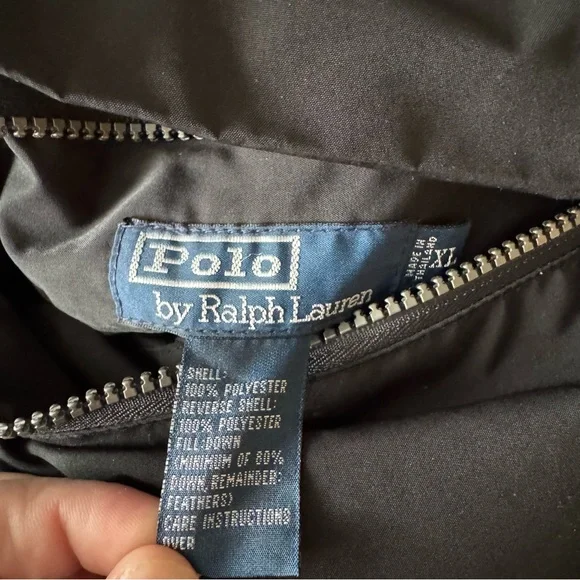 Polo
by Ralph Lauren
MADE IN
THAILAND
XL
SHELL:
100% POLYESTER
REVERSE SHELL:
100% POLYESTER
FILL:DOWN
(MINIMUM OF 80%
DOWN, REMAINDER:
FEATHERS)
CARE INSTRUCTIONS
OVER